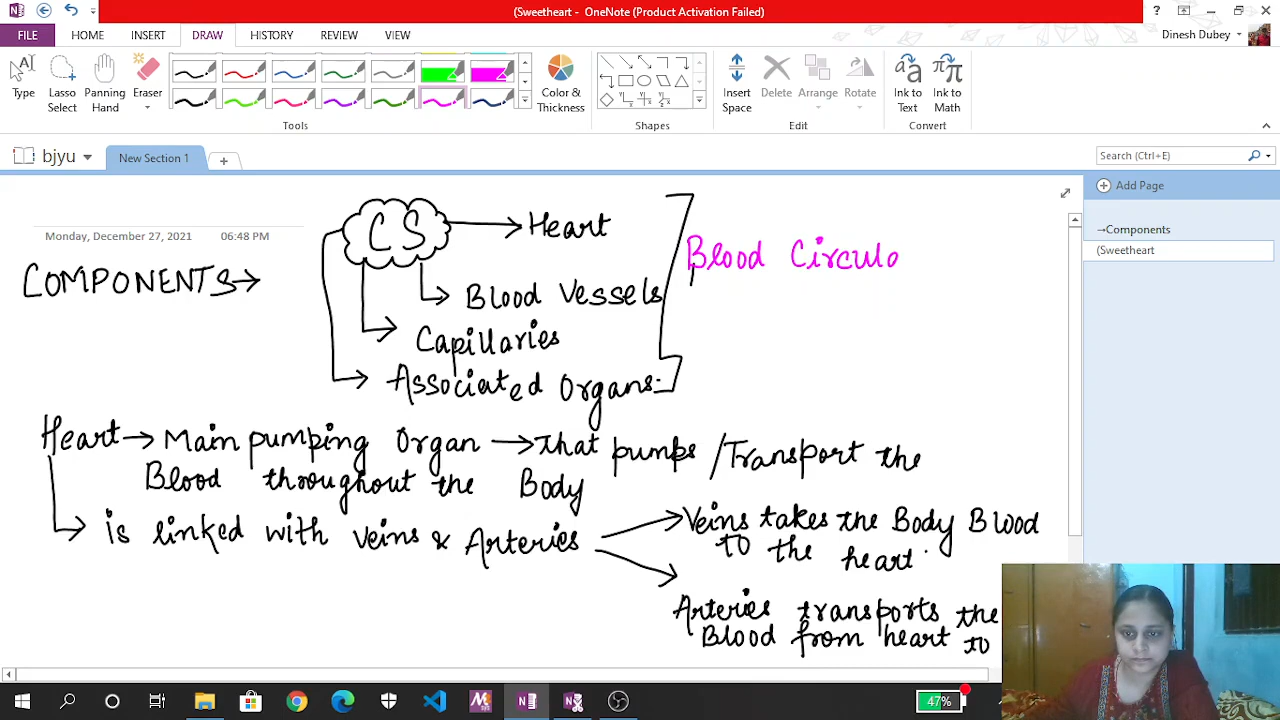 (Sweetheart - OneNote (Product Activation Failed)
FILE HOME INSERT DRAW HISTORY REVIEW VIEW
Dinesh Dubey
Type
Lasso Select
Panning Hand
Eraser
Color & Thickness
Insert Space
Delete
Arrange
Rotate
Ink to Text
Ink to Math
Tools
Shapes
Edit
Convert
bjyu
New Section 1
Search (Ctrl+E)
Add Page
→Components
(Sweetheart
Monday, December 27, 2021 06:48 PM
CS → Heart
Blood Circulo
COMPONENTS→
Blood Vessels
Capillaries
Associated Organs
Heart → Main pumping Organ → That pumps / Transport the
Blood throughout the Body
is linked with veins & Arteries
Veins takes the Body Blood
TO the heart
Arteries transports the
Blood from heart to
47%